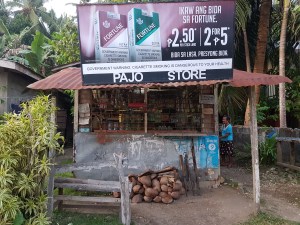 FORTUNE
FORTUNE
IKAW ANG BIDA
SA FORTUNE.
₱2.50* | 2 FOR ₱5*
BIDA SA LASA, PRESYONG BIDA.
GOVERNMENT WARNING: CIGARETTE SMOKING IS DANGEROUS TO YOUR HEALTH
PAJO STORE